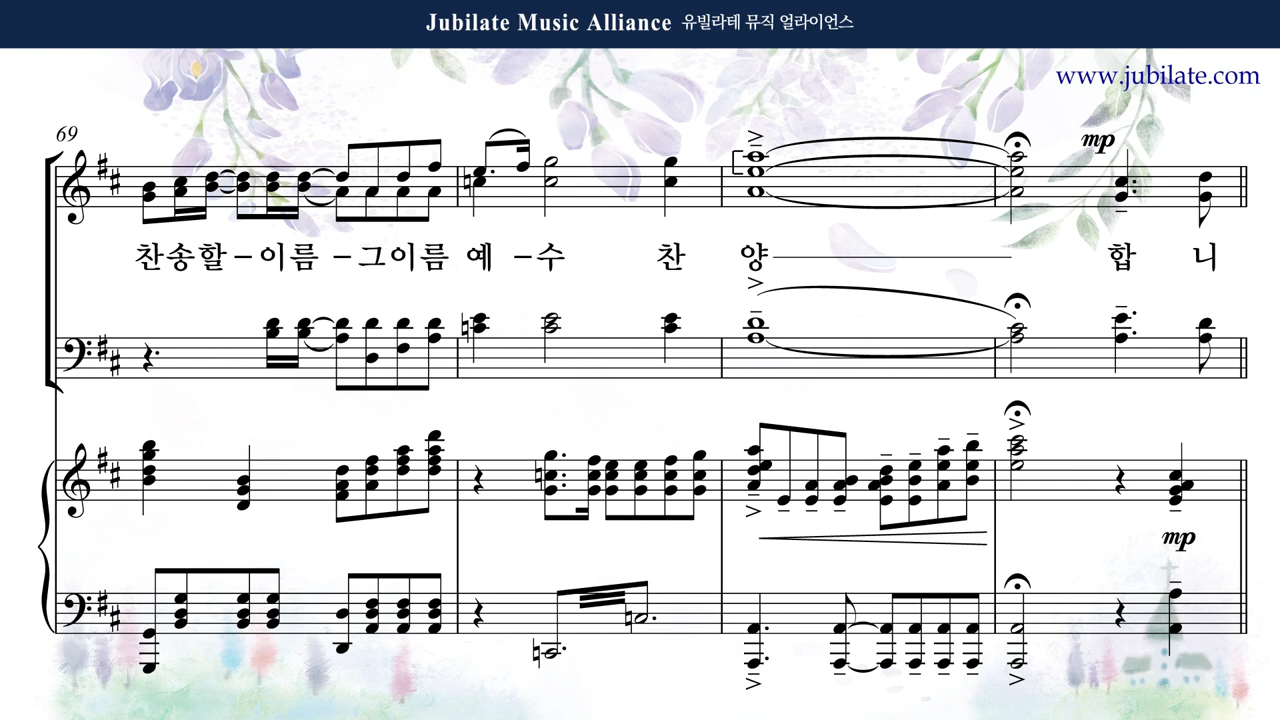 Jubilate Music Alliance 유빌라테 뮤직 얼라이언스
www.jubilate.com
69
mp
찬송할－이름－그이름 예－수 찬 양 합 니
mp